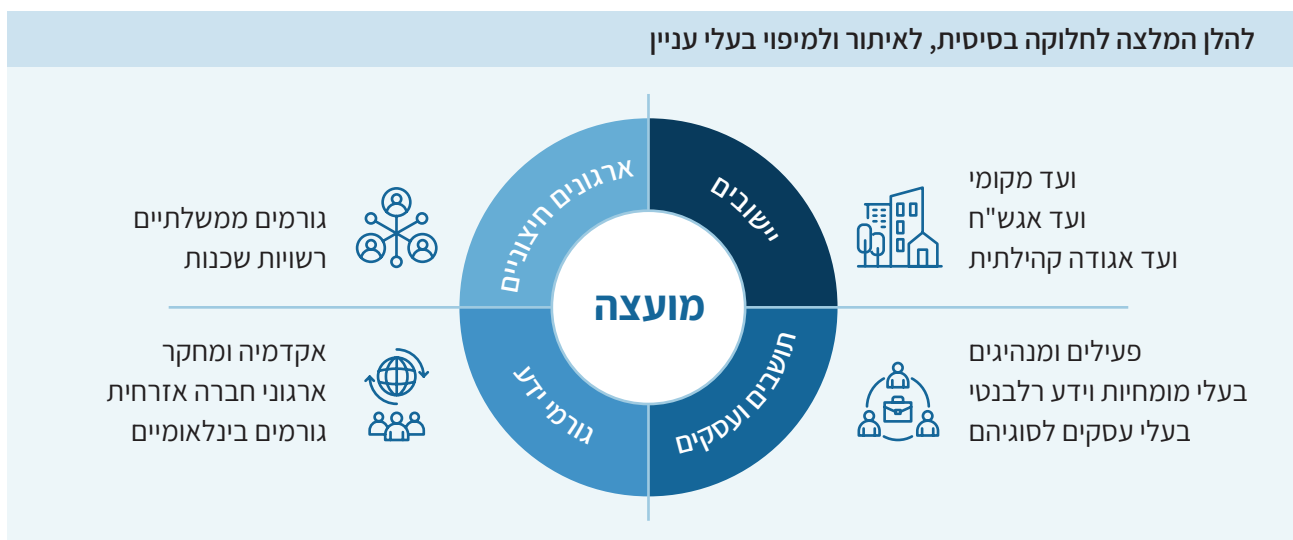 להלן המלצה לחלוקה בסיסית, לאיתור ולמיפוי בעלי עניין
יישובים
ועד מקומי
ועד אגש"ח
ועד אגודה קהילתית
ארגונים חיצוניים
גורמים ממשלתיים
רשויות שכנות
מועצה
תושבים ועסקים
פעילים ומנהיגים
בעלי מומחיות וידע רלבנטי
בעלי עסקים לסוגיהם
גורמי ידע
אקדמיה ומחקר
ארגוני חברה אזרחית
גורמים בינלאומיים